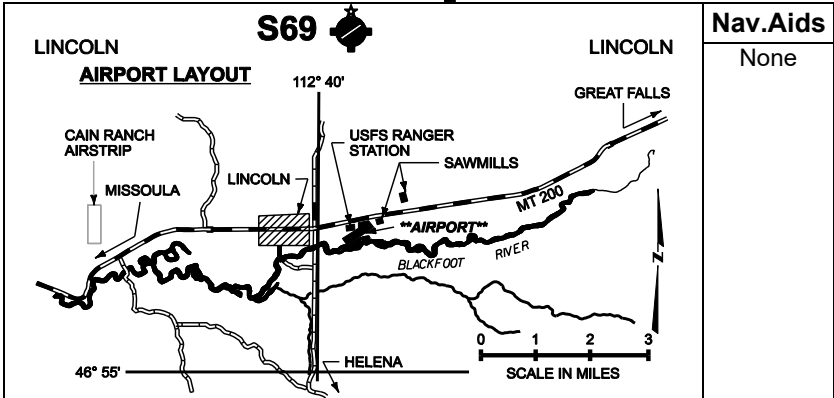 S69
Nav.Aids
LINCOLN
LINCOLN
None
AIRPORT LAYOUT
112° 40'
GREAT FALLS
CAIN RANCH
AIRSTRIP
USFS RANGER
STATION
SAWMILLS
LINCOLN
MISSOULA
MT 200
**AIRPORT**
RIVER
BLACKFOOT
N
0 1 2 3
HELENA
SCALE IN MILES
46° 55'